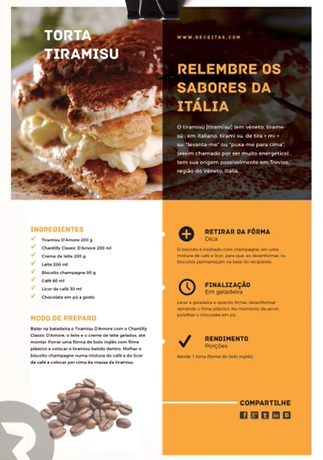 TORTA
TIRAMISU
WWW.RECEITAS.COM
RELEMBRE OS
SABORES DA
ITÁLIA
O tiramisú [tirami'su] (em vêneto, tirame-
su ; em italiano, tirami su, de tira + mi +
su "levanta-me" ou "puxa-me para cima",
(assim chamado por ser muito energético) ,
tem sua origem possivelmente em Treviso,
região do Vêneto, Itália.
INGREDIENTES
Tiramisu D'Amore 200 g
Chantilly Classic D'Amore 200 ml
Creme de leite 200 g
Leite 200 ml
Biscoito champagne 90 g
Café 60 ml
Licor de café 30 ml
Chocolate em pó a gosto
MODO DE PREPARO
Bater na batedeira o Tiramisu D'Amore com o Chantilly
Classic D'Amore, o leite e o creme de leite gelados, até
montar. Forrar uma fôrma de bolo inglês com filme
plástico e colocar o tiramisu batido dentro. Molhar o
biscoito champagne numa mistura do café e do licor
de café e colocar por cima da massa de tiramisu.
RETIRAR DA FÔRMA
Dica
O biscoito é molhado com champagne, em uma
mistura de café e licor, para que, ao desenformar, os
biscoitos permaneçam na base do recipiente.
FINALIZAÇÃO
Em geladeira
Levar à geladeira e quando firmar, desenformar
retirando o filme plástico. No momento de servir,
polvilhar o chocolate em pó.
RENDIMENTO
Porções
Rende 1 torta (fôrma de bolo inglês).
COMPARTILHE